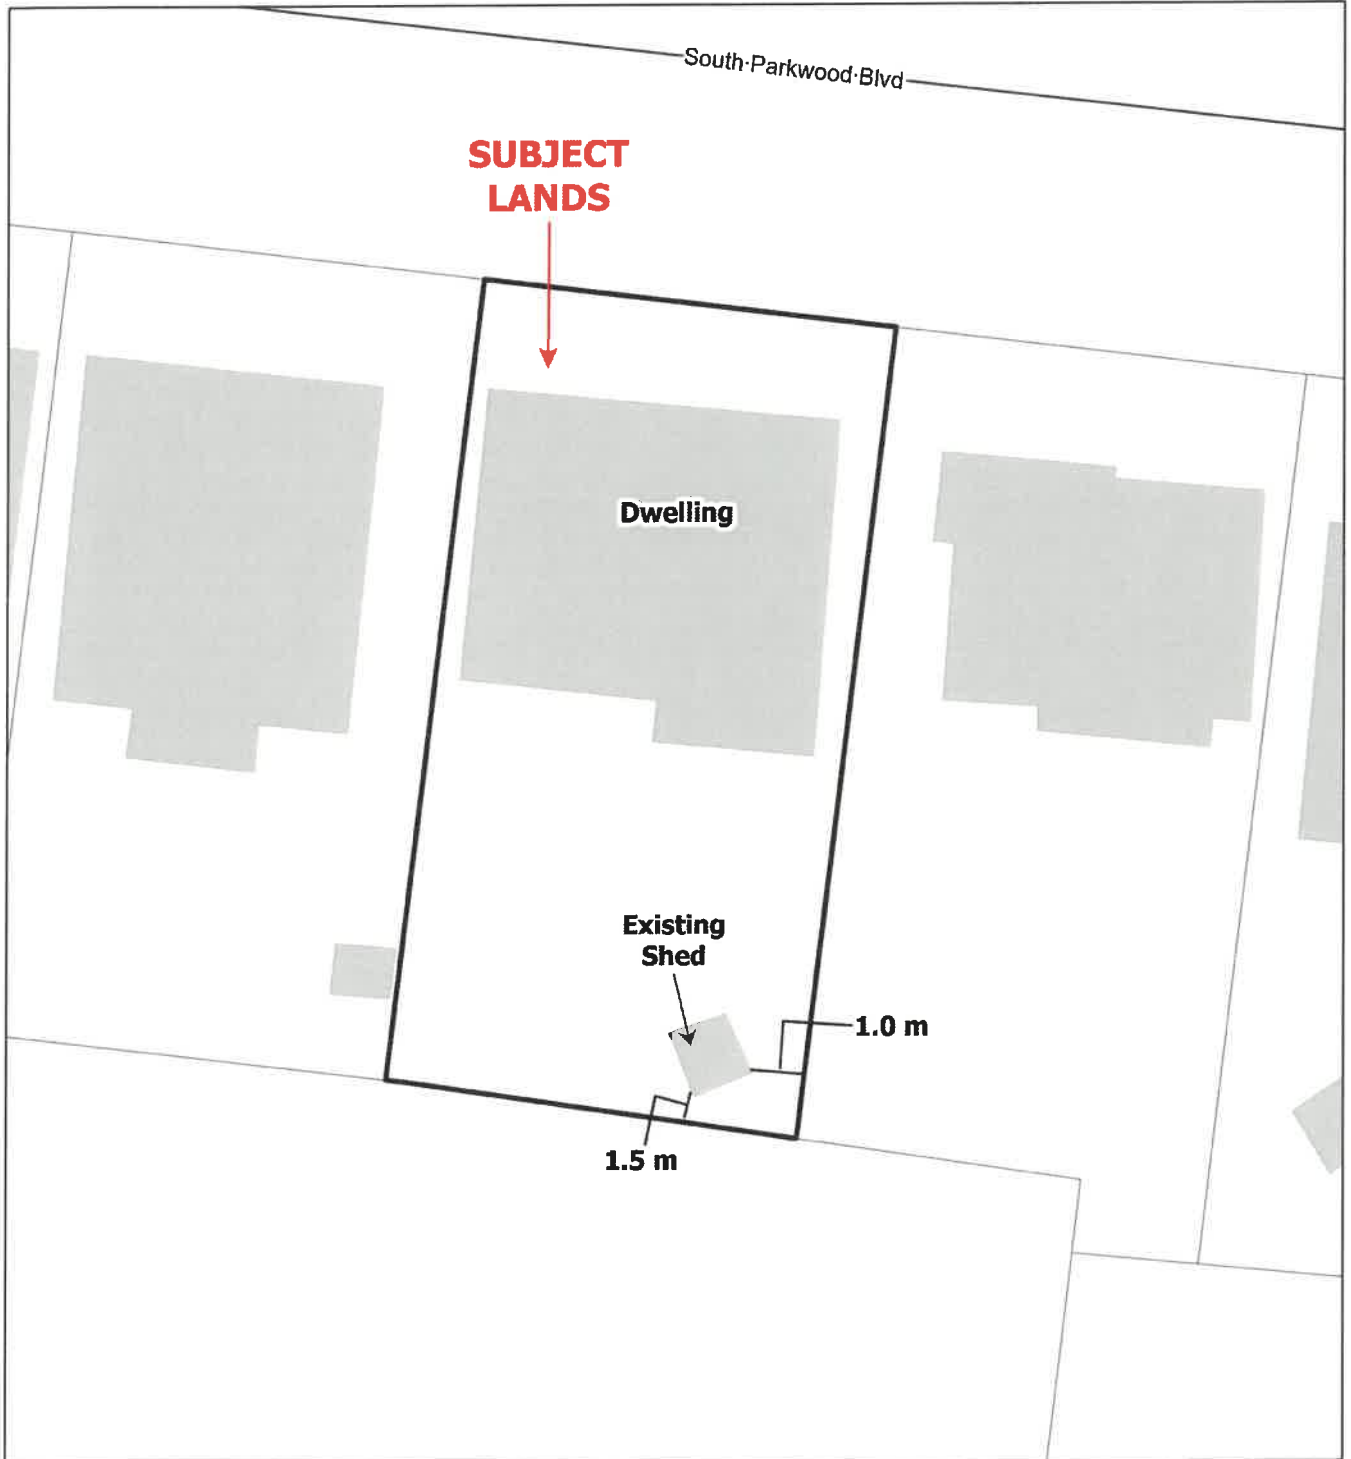 South·Parkwood·Blvd
SUBJECT
LANDS
Dwelling
Existing
Shed
1.0 m
1.5 m